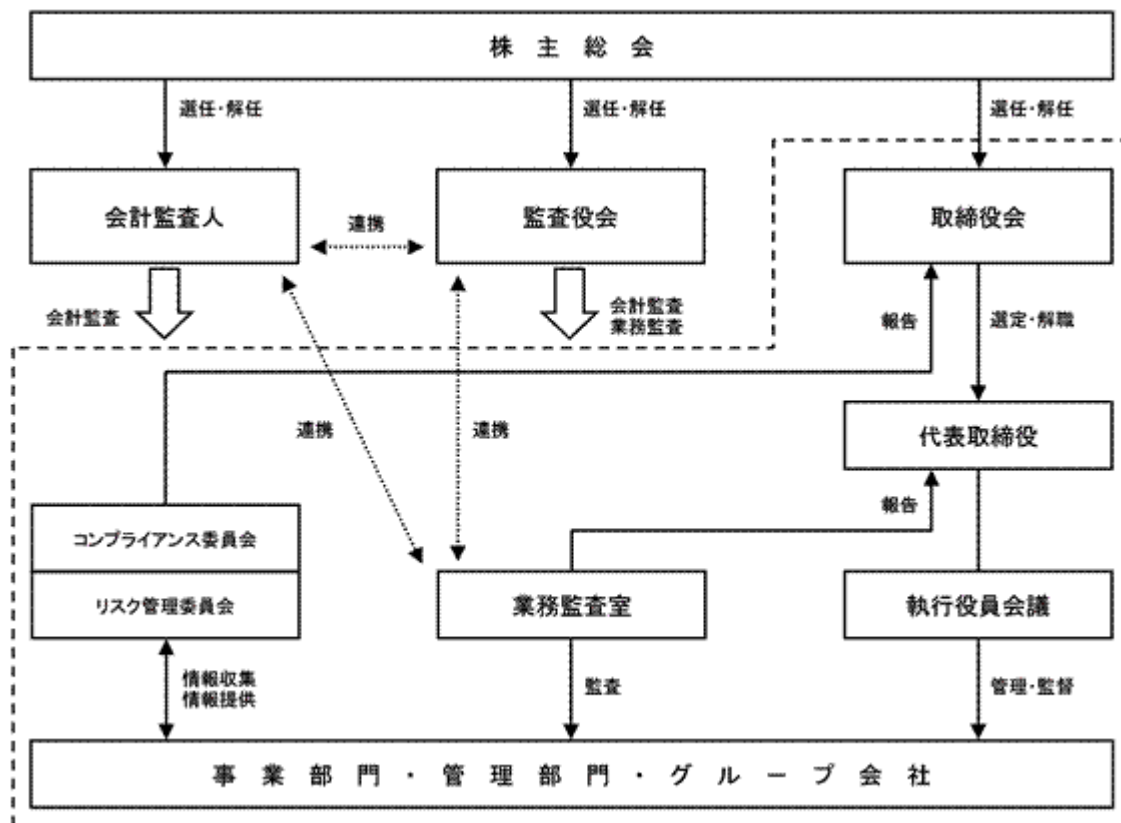 株主総会
選任・解任
選任・解任
選任・解任
会計監査人
連携
監査役会
取締役会
会計監査
会計監査
業務監査
報告
選定・解職
連携
連携
代表取締役
報告
コンプライアンス委員会
リスク管理委員会
業務監査室
執行役員会議
情報収集
情報提供
監査
管理・監督
事業部門・管理部門・グループ会社